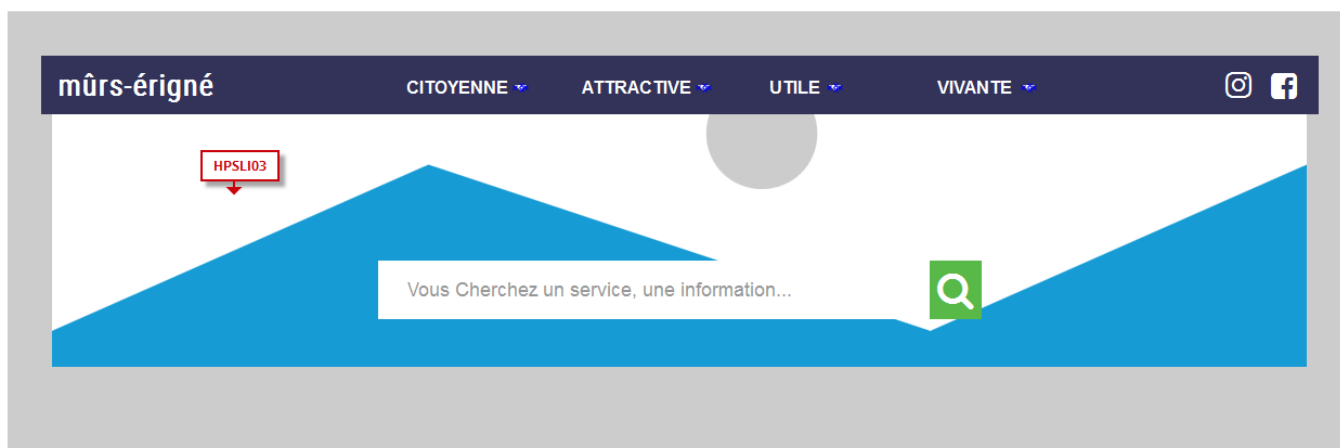 mûrs-érigné
CITOYENNE ATTRACTIVE UTILE VIVANTE
HPSLI03
Vous Cherchez un service, une information...